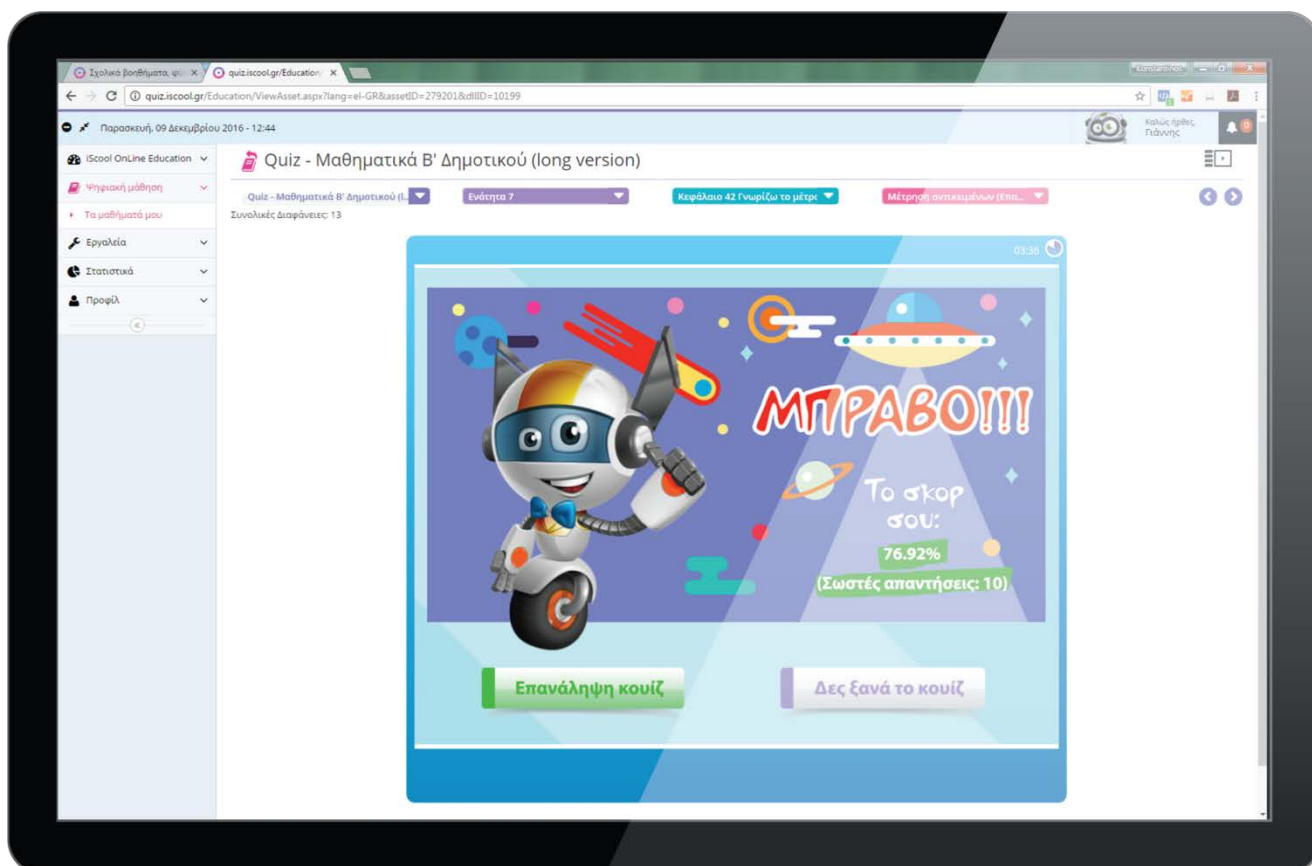 Σχολικά βοηθήματα, φύ
quiz.iscool.gr/Education/
Konstantinos
quiz.iscool.gr/Education/ViewAsset.aspx?lang=el-GR&assetID=279201&dlIID=10199
Παρασκευή, 09 Δεκεμβρίου 2016 - 12:44
Καλώς ήρθες,
Γιάννης
0
iScool OnLine Education
Quiz - Μαθηματικά Β' Δημοτικού (long version)
Ψηφιακή μάθηση
Quiz - Μαθηματικά Β' Δημοτικού (l...
Ενότητα 7
Κεφάλαιο 42 Γνωρίζω το μέτρο
Μέτρηση αντικειμένων (Επα...
Τα μαθήματά μου
Συνολικές Διαφάνειες: 13
Εργαλεία
Στατιστικά
Προφίλ
03:36
ΜΠΡΑΒΟ!!!
Το σκορ
σου:
76.92%
(Σωστές απαντήσεις: 10)
Επανάληψη κουίζ
Δες ξανά το κουίζ